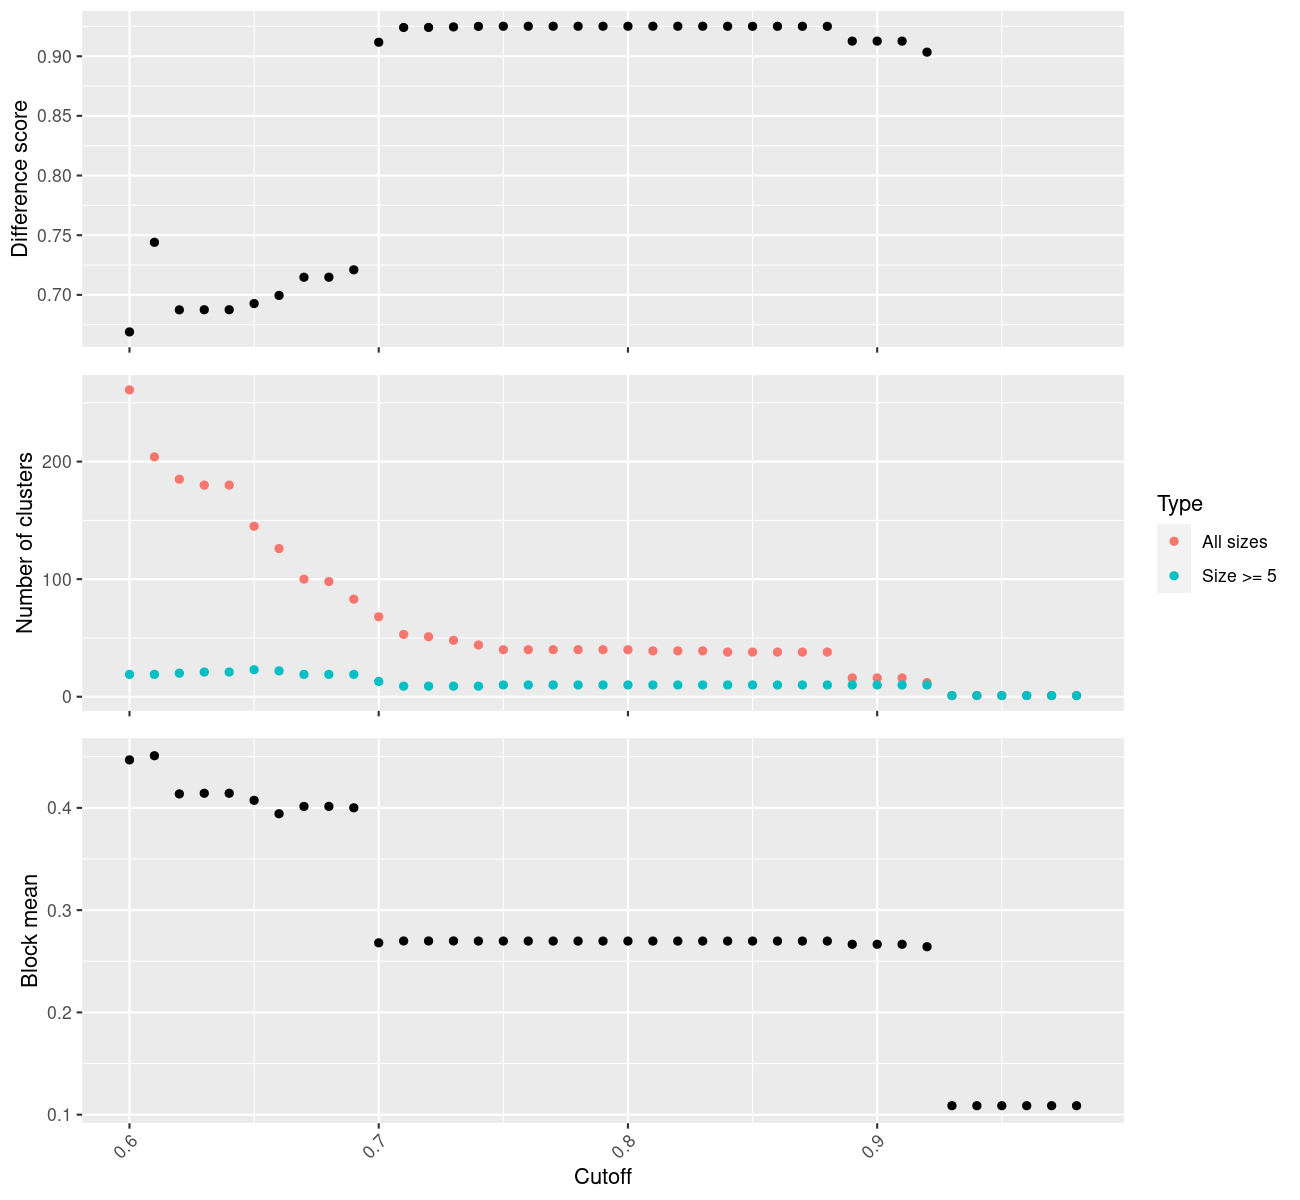 Difference score
0.90
0.85
0.80
0.75
0.70
Number of clusters
200
100
0
Type
All sizes
Size >= 5
Block mean
0.4
0.3
0.2
0.1
0.6 0.7 0.8 0.9
Cutoff